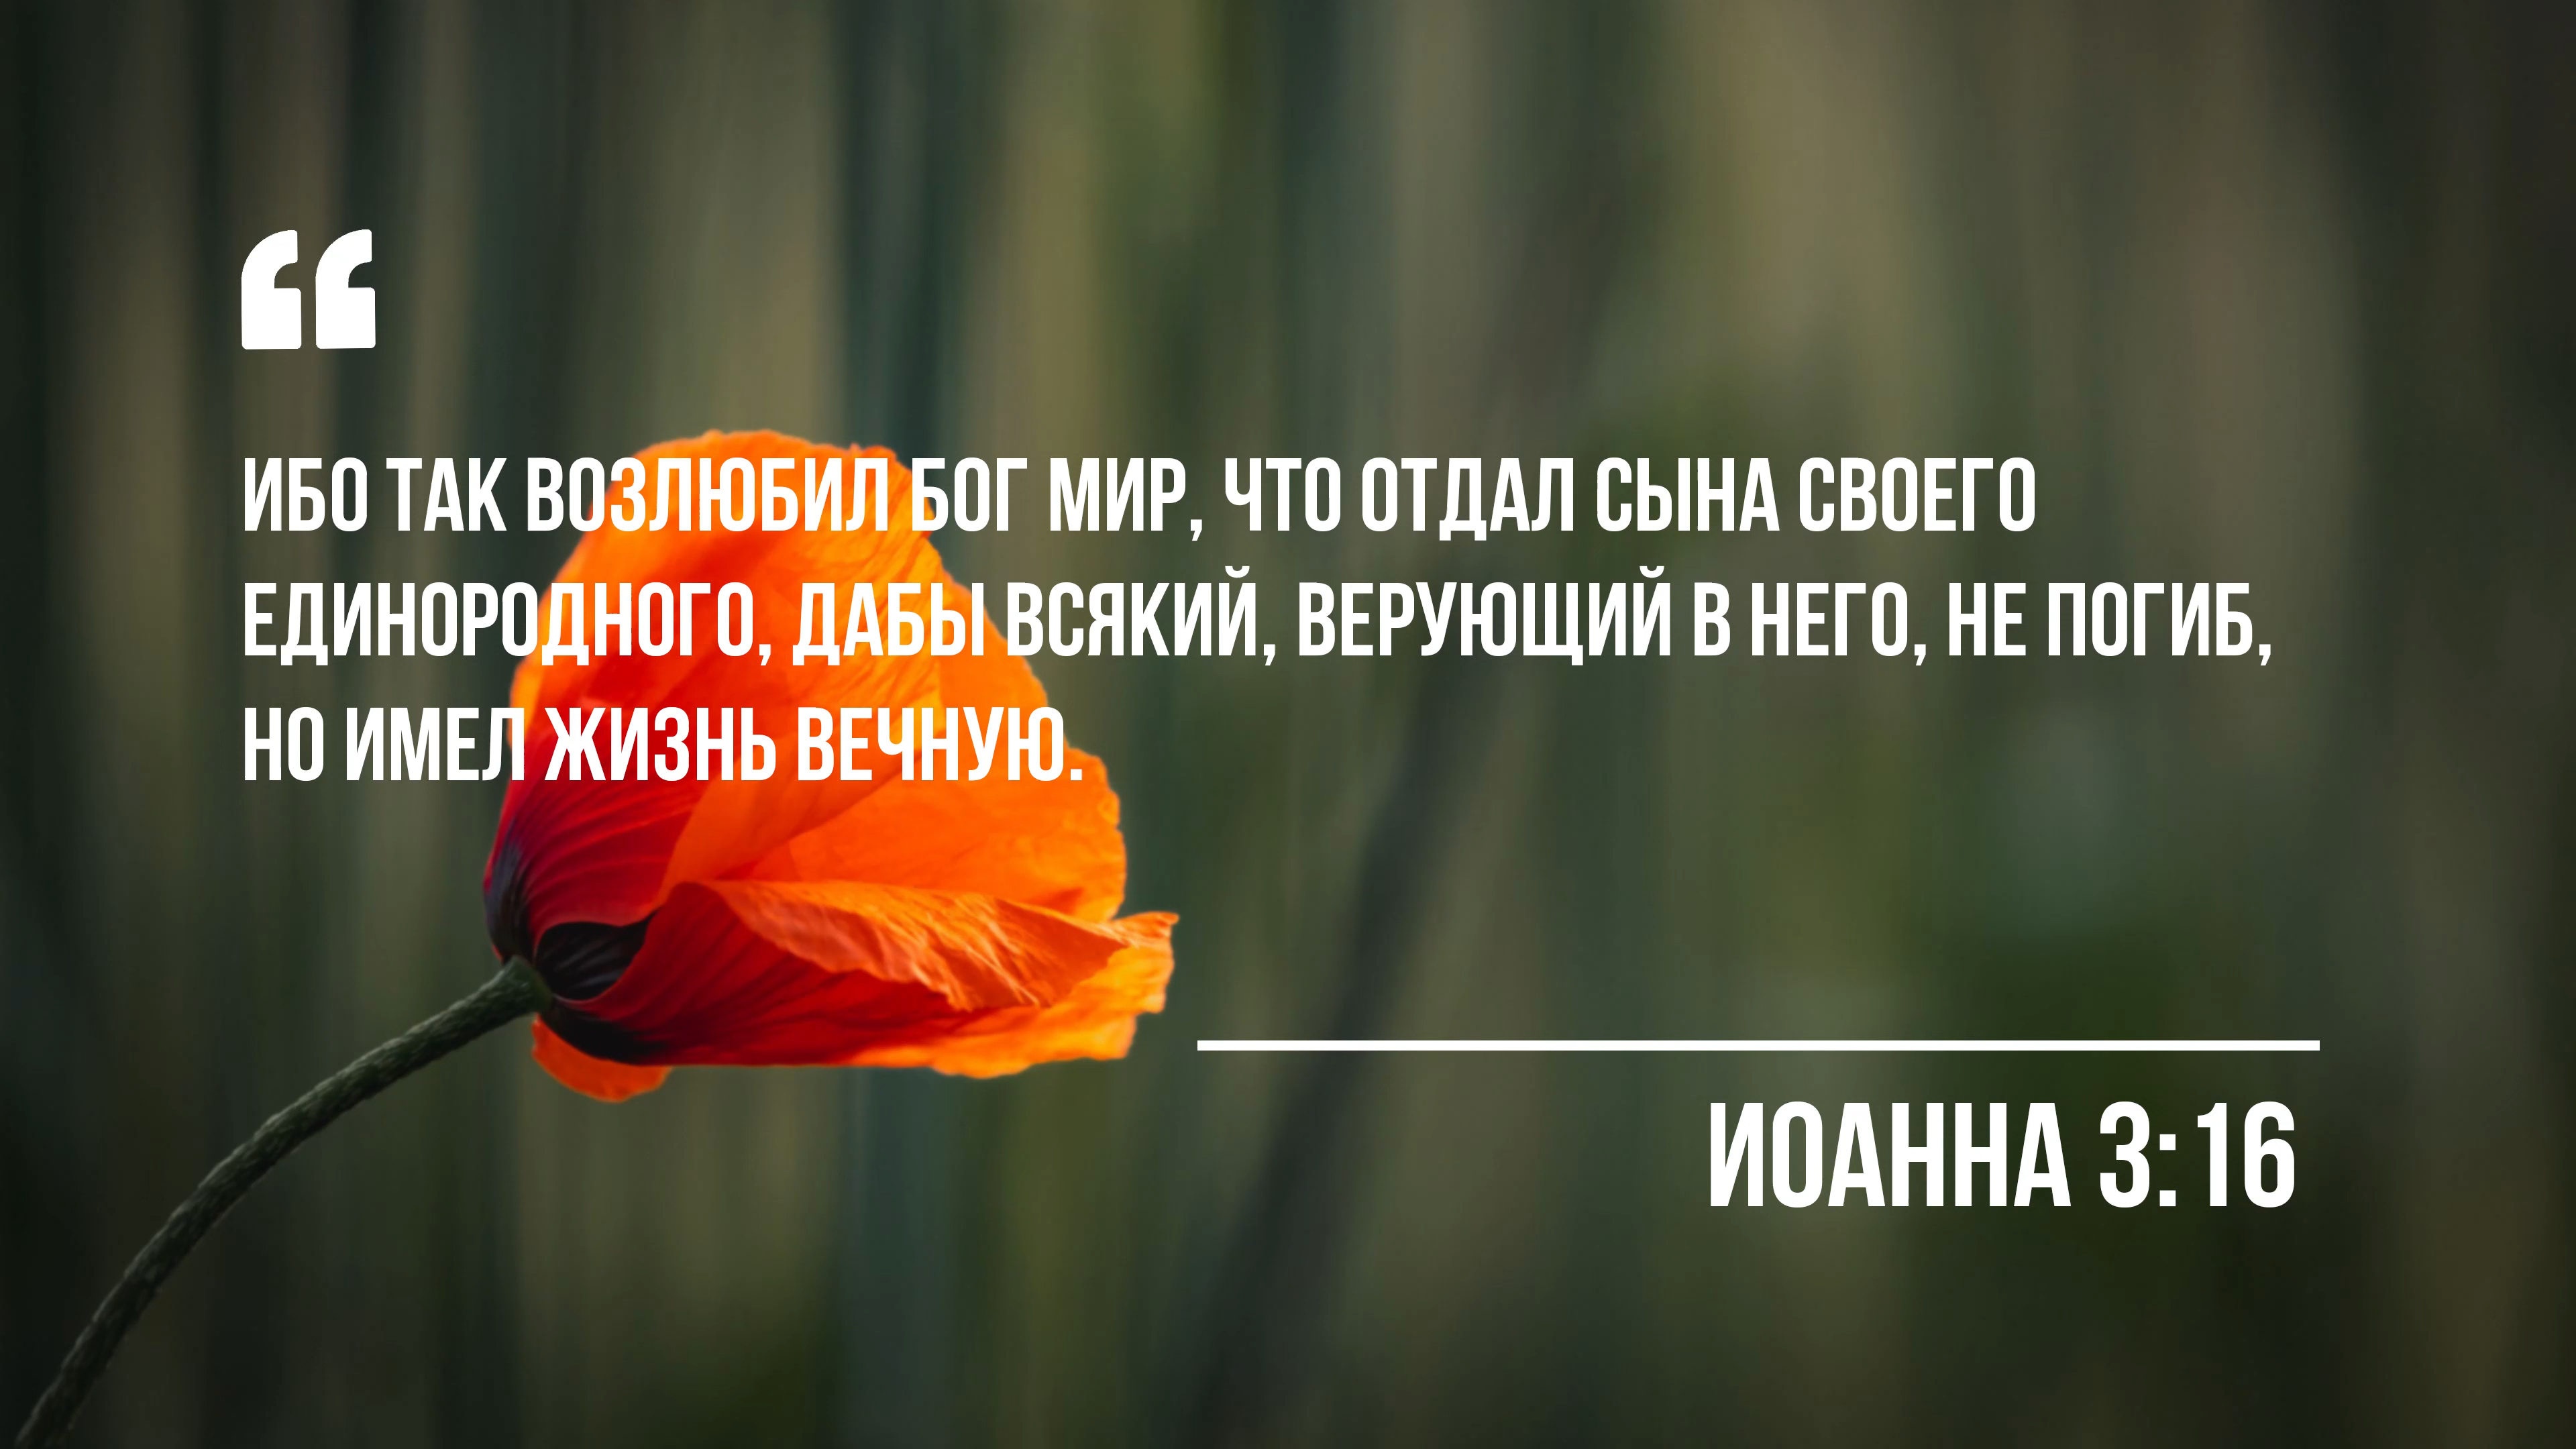 “
ИБО ТАК ВОЗЛЮБИЛ БОГ МИР, ЧТО ОТДАЛ СЫНА СВОЕГО
ЕДИНОРОДНОГО, ДАБЫ ВСЯКИЙ, ВЕРУЮЩИЙ В НЕГО, НЕ ПОГИБ,
НО ИМЕЛ ЖИЗНЬ ВЕЧНУЮ.
ИОАННА 3:16